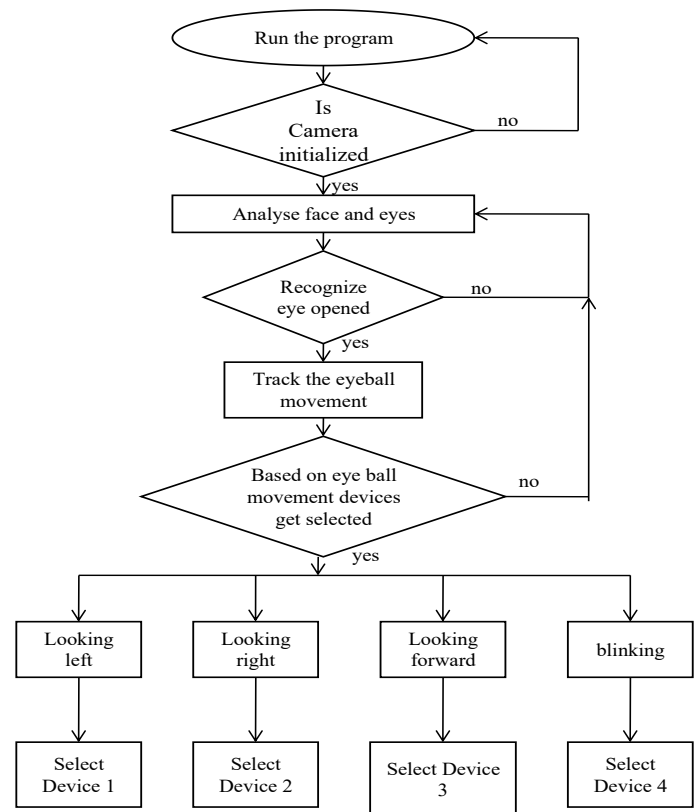 Run the program
Is
Camera
initialized
no
yes
Analyse face and eyes
Recognize
eye opened
no
yes
Track the eyeball
movement
Based on eye ball
movement devices
get selected
no
yes
Looking
left
Looking
right
Looking
forward
blinking
Select
Device 1
Select
Device 2
Select Device
3
Select
Device 4